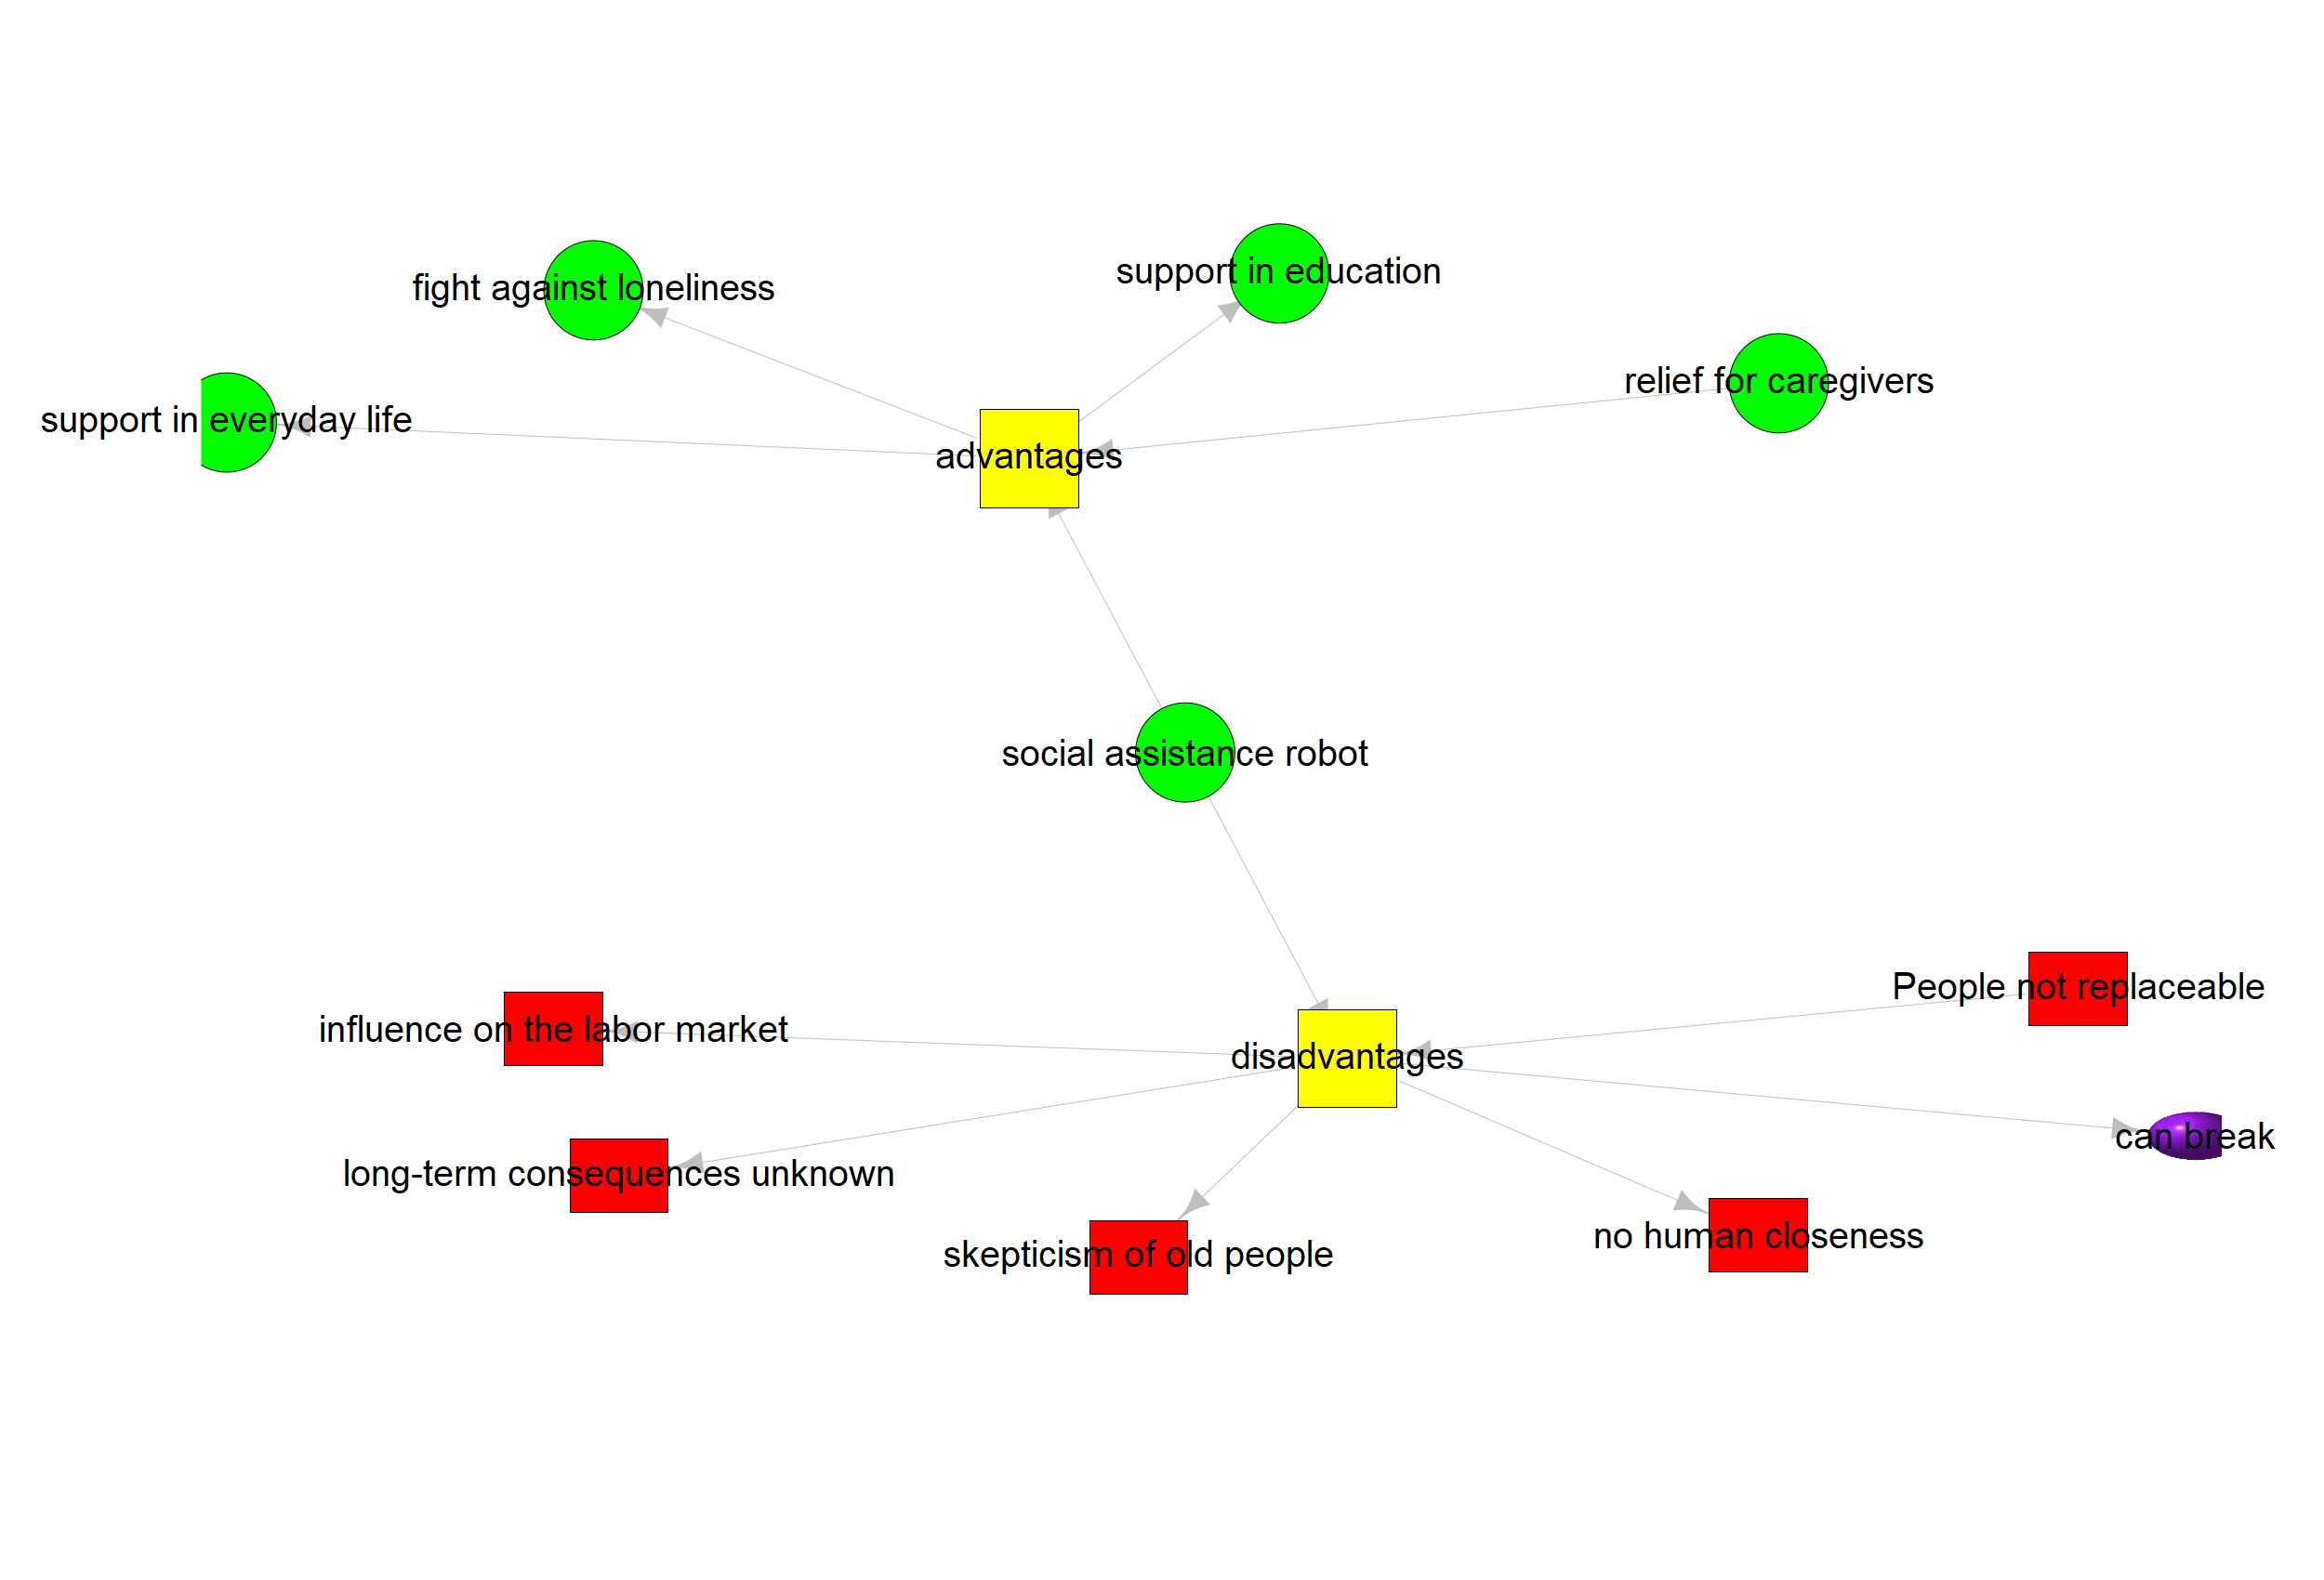 support in education
fight against loneliness
relief for caregivers
support in everyday life
advantages
social assistance robot
People not replaceable
influence on the labor market
disadvantages
can break
long-term consequences unknown
no human closeness
skepticism of old people